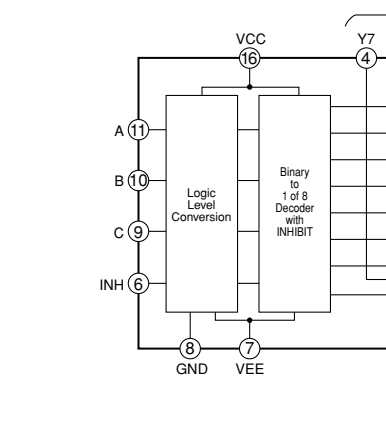 VCC
Y7
16
4
A 11
B 10
C 9
INH 6
Logic
Level
Conversion
Binary
to
1 of 8
Decoder
with
INHIBIT
8
7
GND
VEE